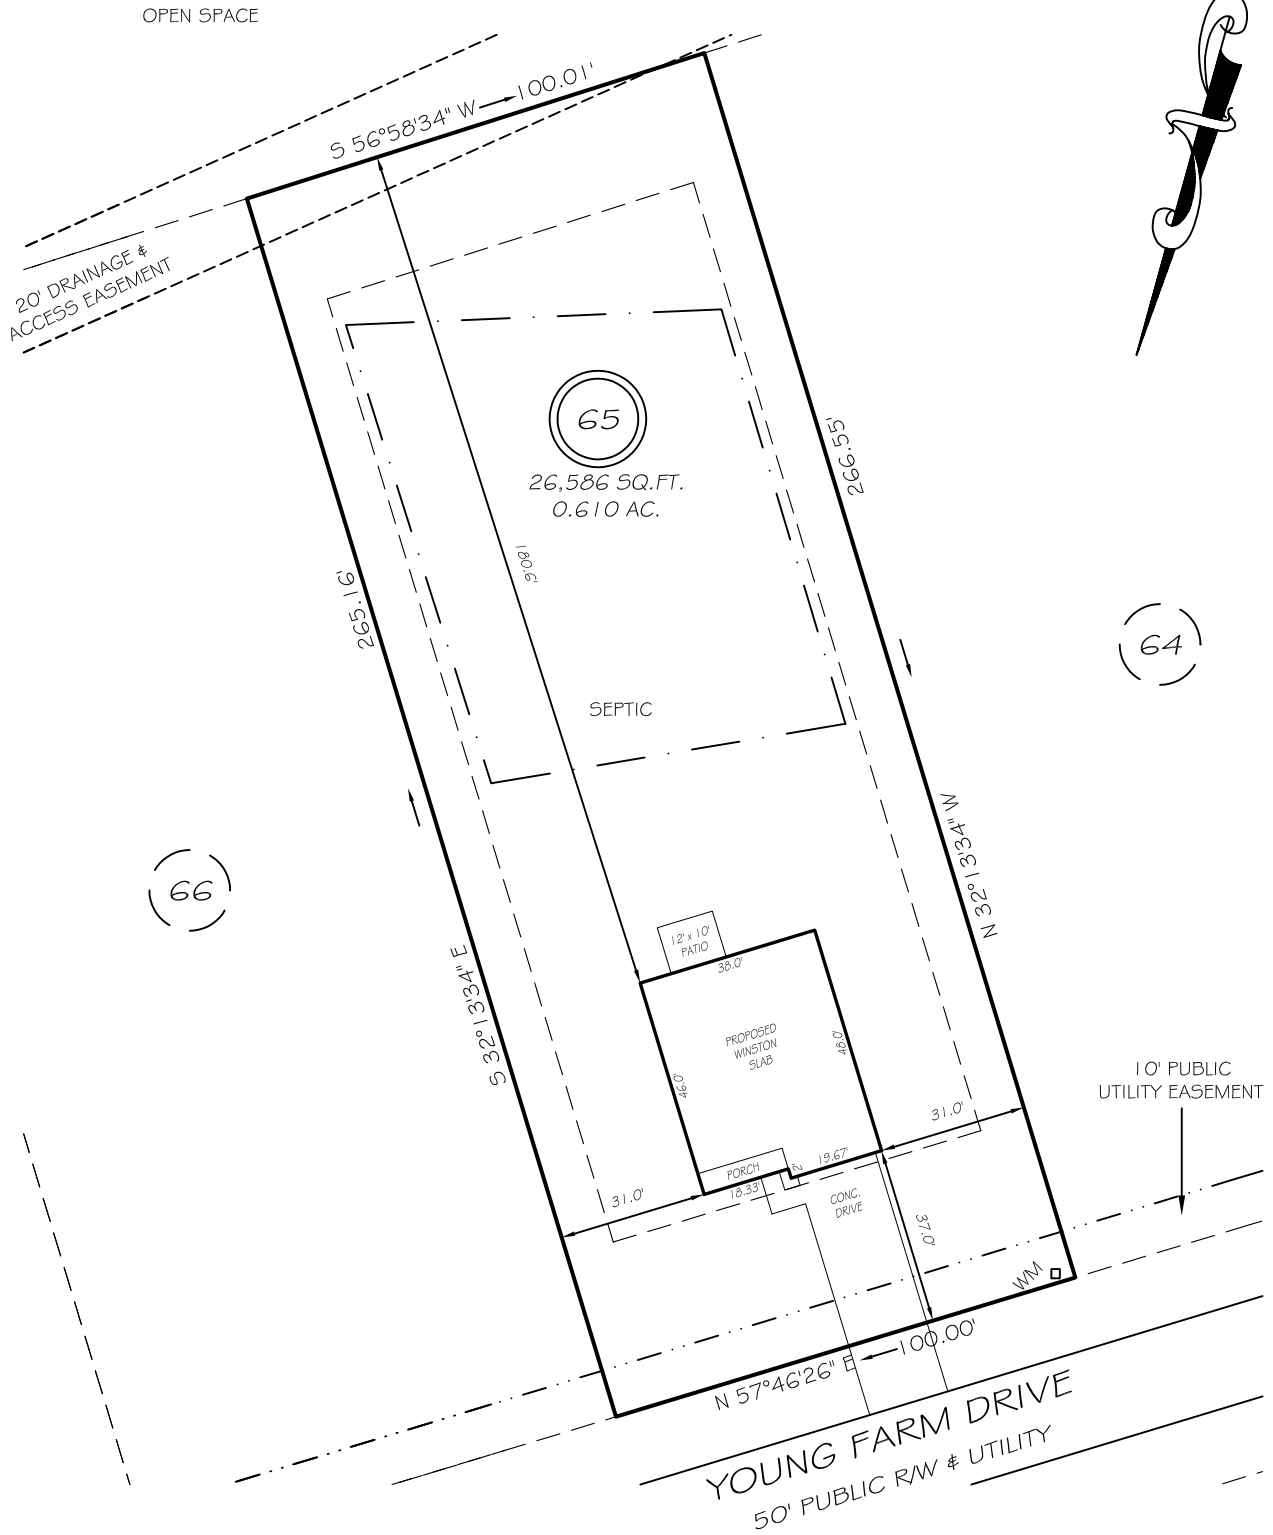 OPEN SPACE
S 56°58'34" W
100.01'
20' DRAINAGE &
ACCESS EASEMENT
65
26,586 SQ.FT.
0.610 AC.
266.55'
180.6'
265.16'
64
SEPTIC
66
N 32°13'34" W
S 32°13'34" E
12' x 10'
PATIO
38.0'
PROPOSED
WINSTON
SLAB
46.0'
48.0'
10' PUBLIC
UTILITY EASEMENT
31.0'
PORCH
2'
19.67'
18.33'
31.0'
CONC.
DRIVE
37.0'
WM
N 57°46'26" E
100.00'
YOUNG FARM DRIVE
50' PUBLIC R/W & UTILITY